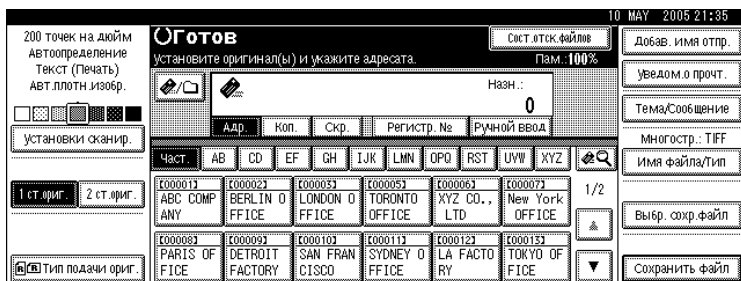 10 MAY 2005 21:35
200 точек на дюйм
Автоопределение
Текст (Печать)
Авт.плотн.изобр.
Установки сканир.
1 ст.ориг.
2 ст.ориг.
Тип подачи ориг.
Готов
Сост.отск.файлов
Установите оригинал(ы) и укажите адресата.
Пам.:100%
Назн.:
0
Адр.
Коп.
Скр.
Регистр. №
Ручной ввод
Част.
AB
CD
EF
GH
IJK
LMN
OPQ
RST
UVW
XYZ
[00001]
ABC COMP
ANY
[00002]
BERLIN O
FFICE
[00003]
LONDON O
FFICE
[00005]
TORONTO
OFFICE
[00006]
XYZ CO.,
LTD
[00007]
New York
OFFICE
1/2
[00008]
PARIS OF
FICE
[00009]
DETROIT
FACTORY
[00010]
SAN FRAN
CISCO
[00011]
SYDNEY O
FFICE
[00012]
LA FACTO
RY
[00013]
TOKYO OF
FICE
Добав. имя отпр.
Уведом.о прочт.
Тема/Сообщение
Многостр.: TIFF
Имя файла/Тип
Выбр. сохр.файл
Сохранить файл